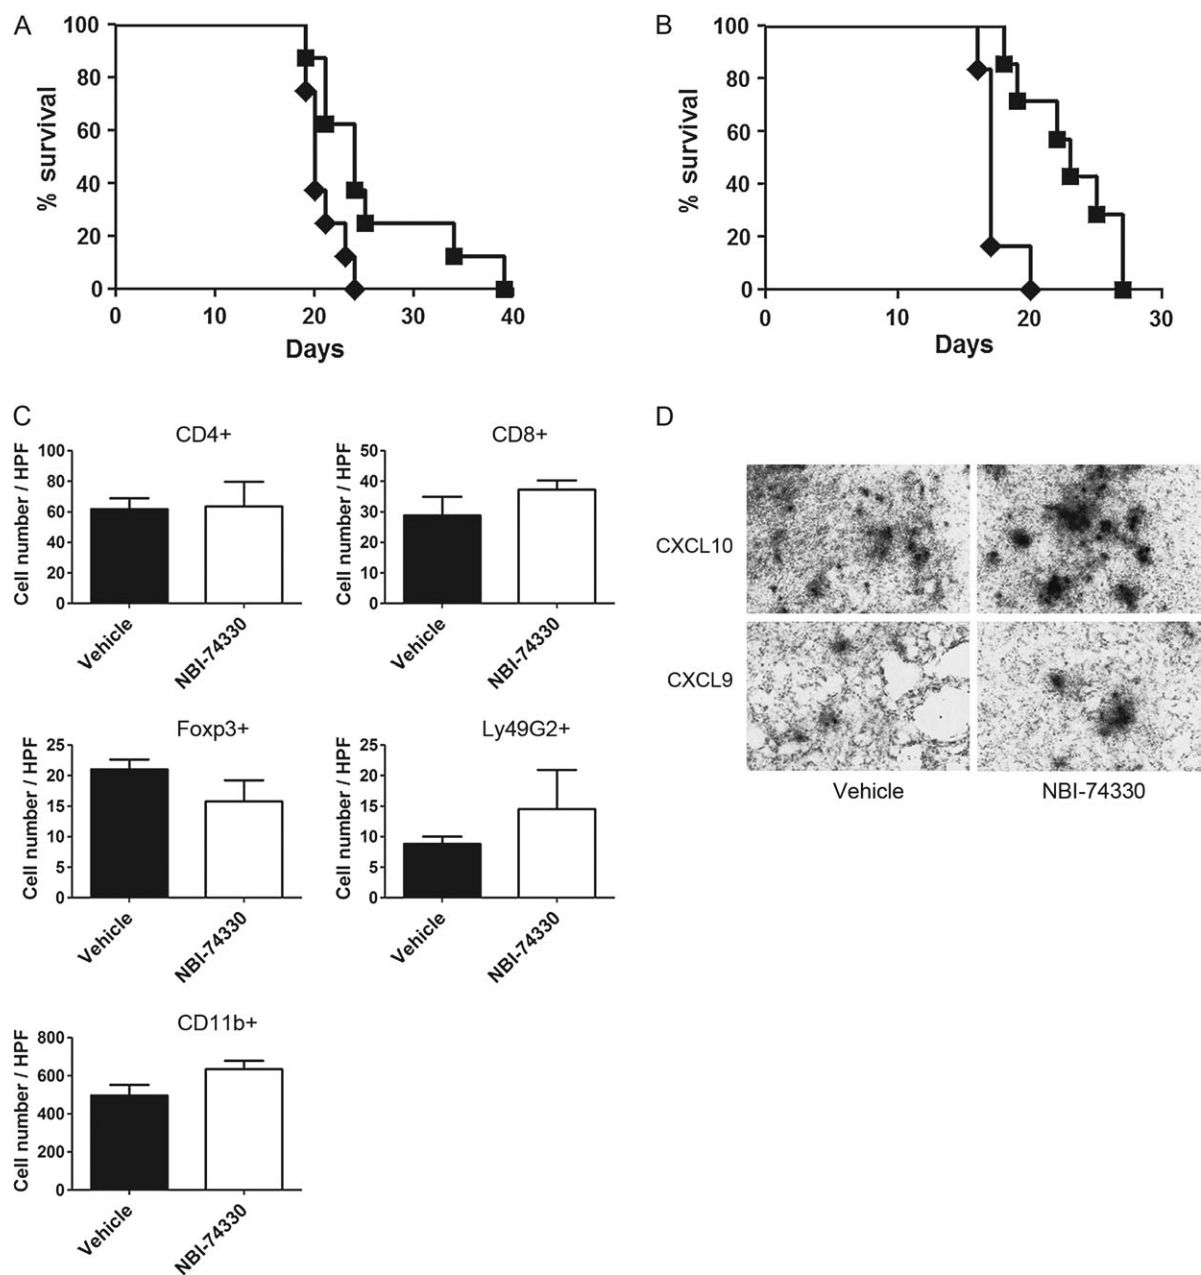 A
% survival
100
80
60
40
20
0
0 10 20 30 40
Days
B
% survival
100
80
60
40
20
0
0 10 20 30
Days
C
CD4+
Cell number / HPF
100
80
60
40
20
0
Vehicle
NBI-74330
CD8+
Cell number / HPF
50
40
30
20
10
0
Vehicle
NBI-74330
Foxp3+
Cell number / HPF
25
20
15
10
5
0
Vehicle
NBI-74330
Ly49G2+
Cell number / HPF
25
20
15
10
5
0
Vehicle
NBI-74330
CD11b+
Cell number / HPF
800
600
400
200
0
Vehicle
NBI-74330
D
CXCL10
CXCL9
Vehicle NBI-74330